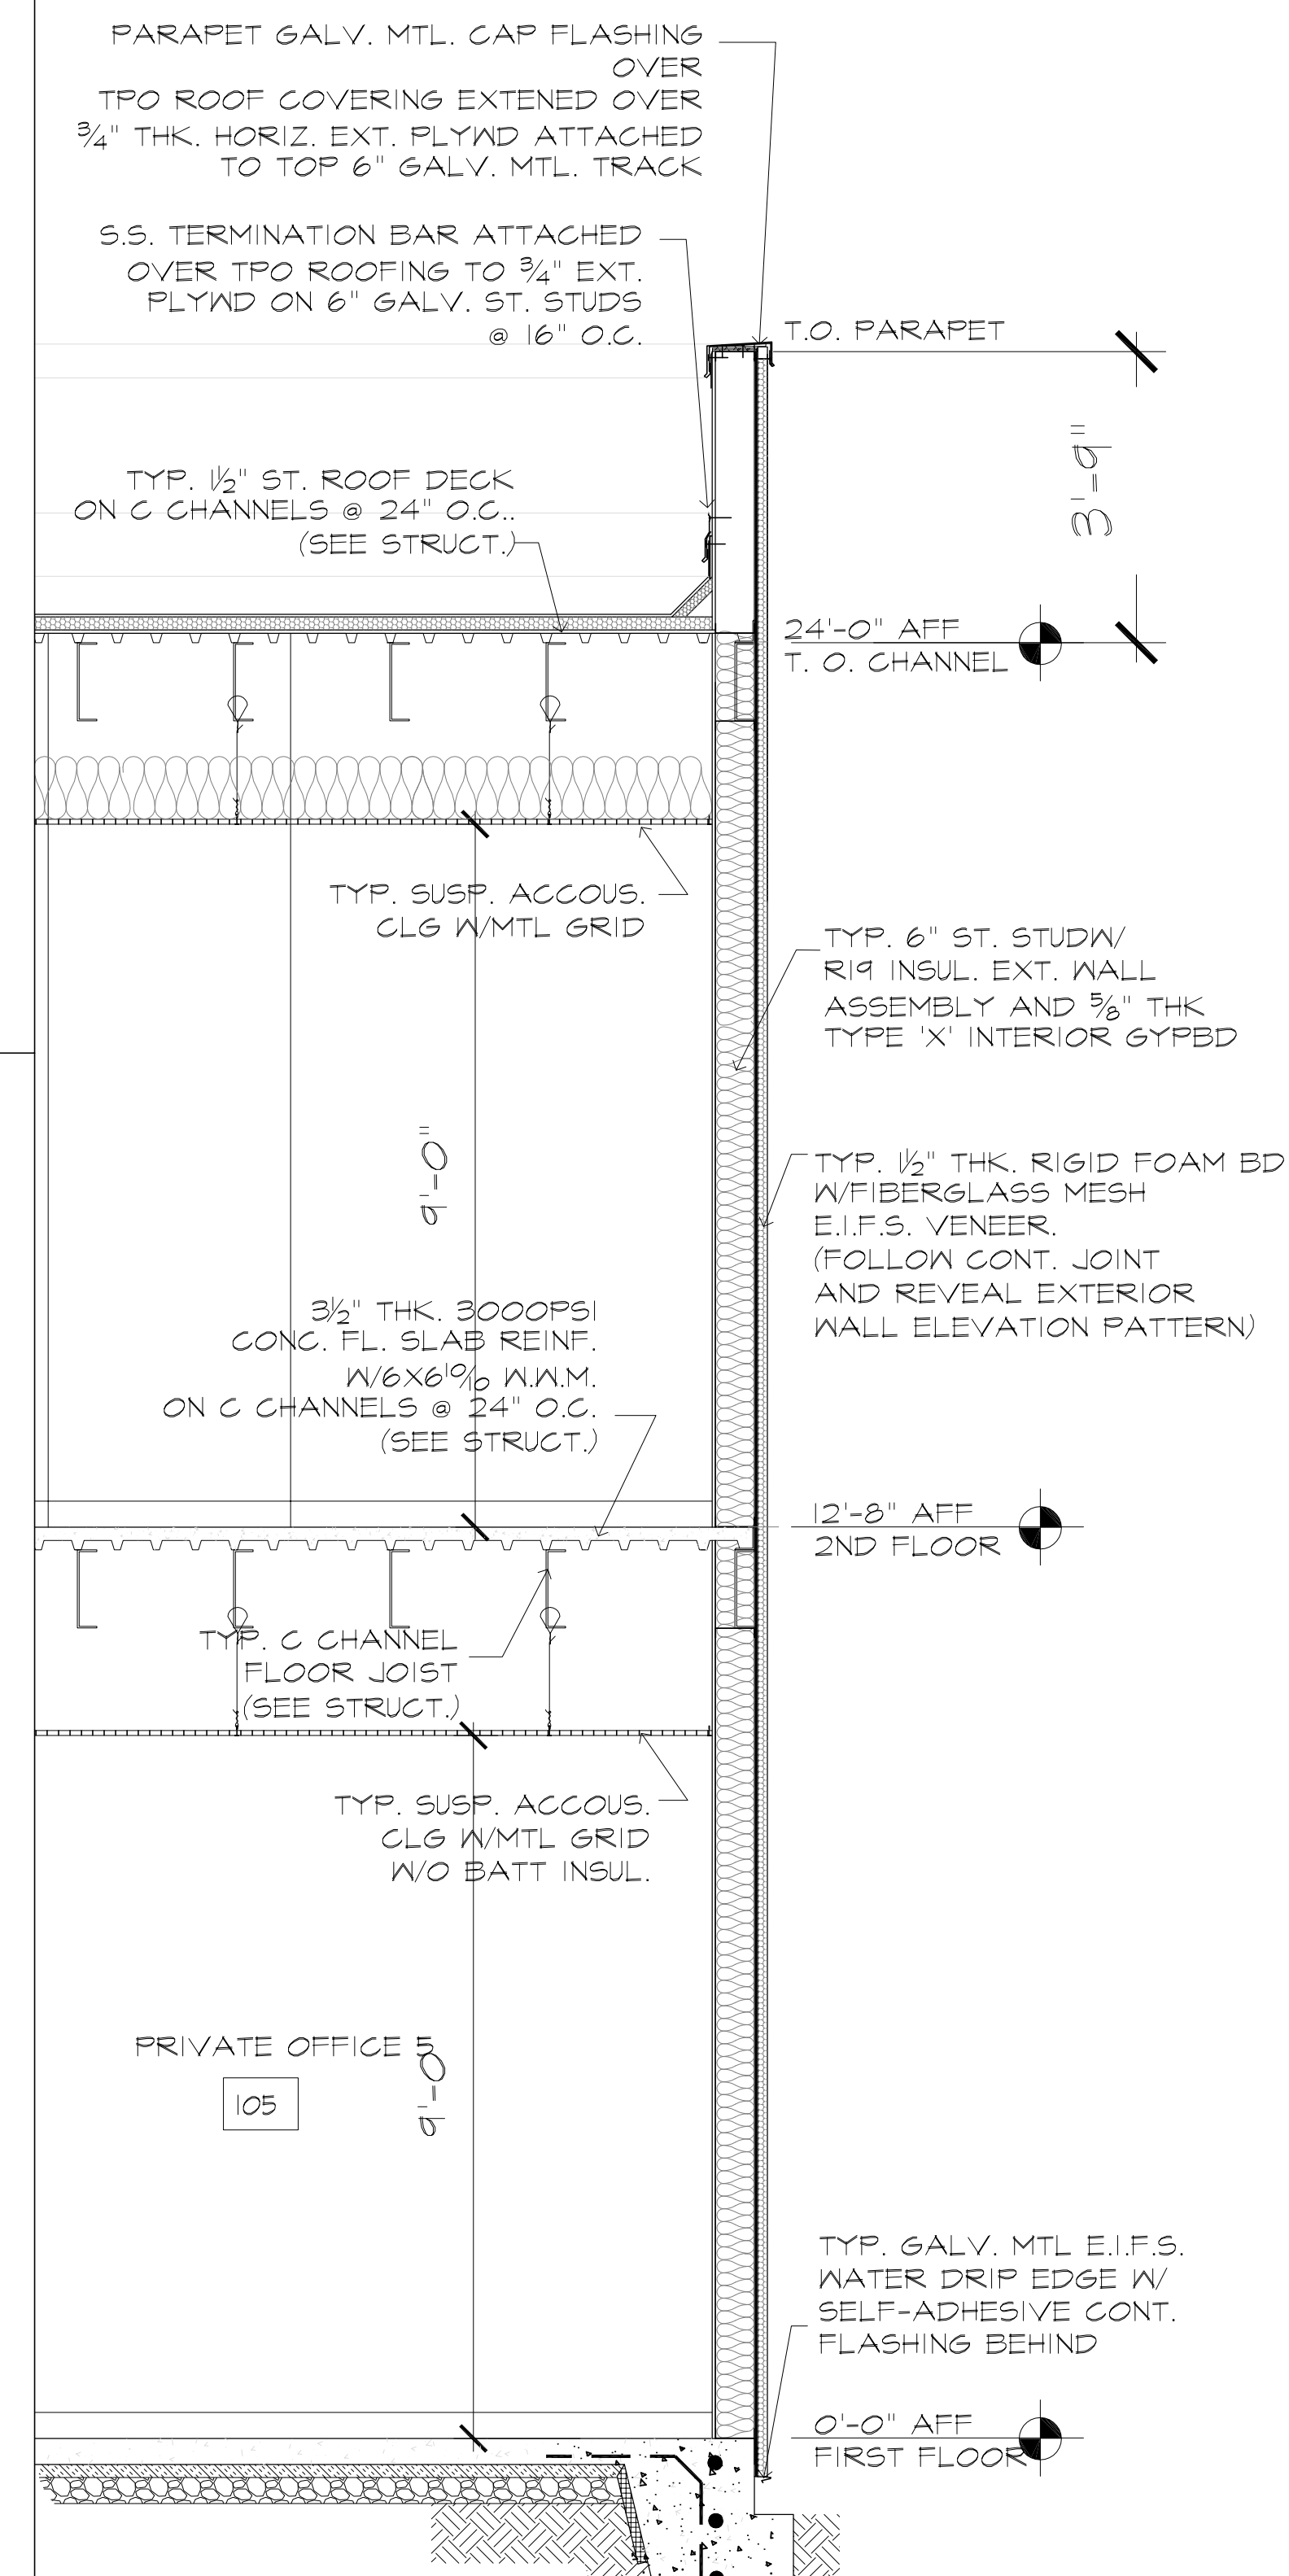 PARAPET GALV. MTL. CAP FLASHING
OVER
TPO ROOF COVERING EXTENED OVER
3/4" THK. HORIZ. EXT. PLYWD ATTACHED
TO TOP 6" GALV. MTL. TRACK
S.S. TERMINATION BAR ATTACHED
OVER TPO ROOFING TO 3/4" EXT.
PLYWD ON 6" GALV. ST. STUDS
@ 16" O.C.
T.O. PARAPET
3'-9"
TYP. 1 1/2" ST. ROOF DECK
ON C CHANNELS @ 24" O.C..
(SEE STRUCT.)
24'-0" AFF
T. O. CHANNEL
TYP. SUSP. ACCOUS.
CLG W/MTL GRID
TYP. 6" ST. STUDW/
R19 INSUL. EXT. WALL
ASSEMBLY AND 5/8" THK
TYPE 'X' INTERIOR GYPBD
9'-0"
TYP. 1 1/2" THK. RIGID FOAM BD
W/FIBERGLASS MESH
E.I.F.S. VENEER.
(FOLLOW CONT. JOINT
AND REVEAL EXTERIOR
WALL ELEVATION PATTERN)
3 1/2" THK. 3000PSI
CONC. FL. SLAB REINF.
W/6X6 10/10 W.W.M.
ON C CHANNELS @ 24" O.C.
(SEE STRUCT.)
12'-8" AFF
2ND FLOOR
TYP. C CHANNEL
FLOOR JOIST
(SEE STRUCT.)
TYP. SUSP. ACCOUS.
CLG W/MTL GRID
W/O BATT INSUL.
PRIVATE OFFICE 5
105
9'-0
TYP. GALV. MTL E.I.F.S.
WATER DRIP EDGE W/
SELF-ADHESIVE CONT.
FLASHING BEHIND
0'-0" AFF
FIRST FLOOR